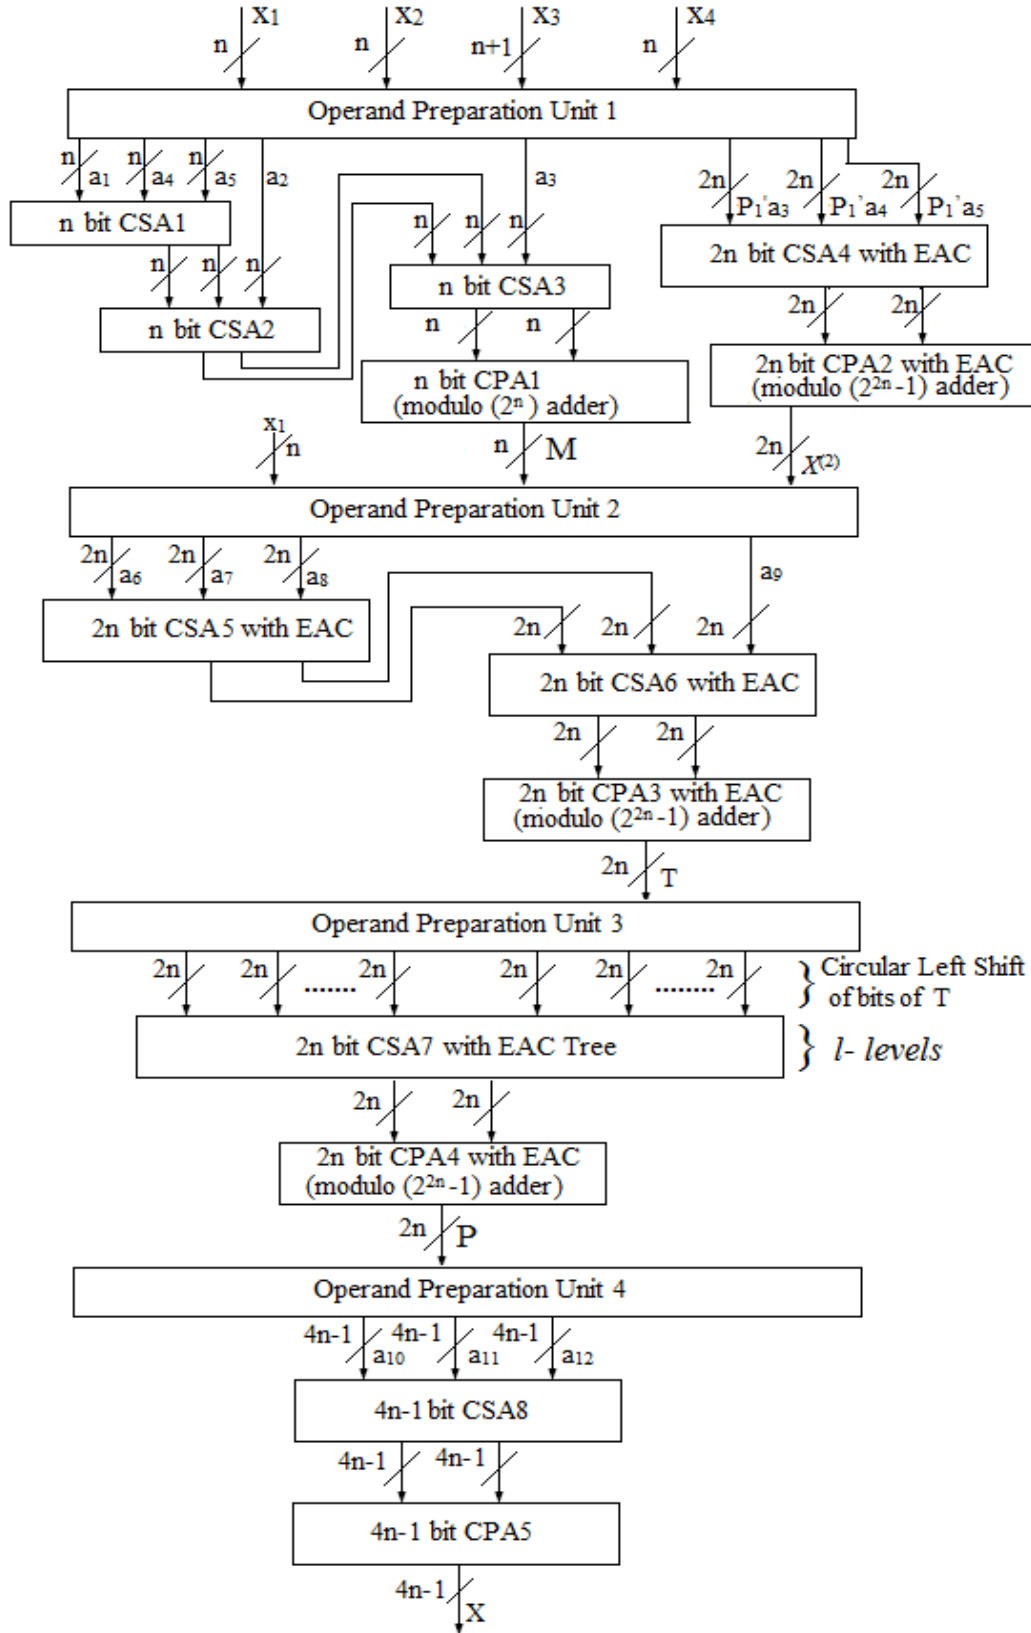 x1 x2 x3 x4
n n n+1 n
Operand Preparation Unit 1
n n n 2n 2n 2n
a1 a4 a5 a2 a3 P1'a3 P1'a4 P1'a5
n bit CSA1
n n n
n n n
2n bit CSA4 with EAC
n bit CSA3
n bit CSA2
n n
2n 2n
n bit CPA1
(modulo (2ⁿ) adder)
2n bit CPA2 with EAC
(modulo (2²ⁿ-1) adder)
x1
n
n M
2n X⁽²⁾
Operand Preparation Unit 2
2n 2n 2n
a6 a7 a8 a9
2n bit CSA5 with EAC
2n 2n 2n
2n bit CSA6 with EAC
2n 2n
2n bit CPA3 with EAC
(modulo (2²ⁿ-1) adder)
2n T
Operand Preparation Unit 3
2n 2n 2n 2n 2n 2n
....... ........
} Circular Left Shift
of bits of T
2n bit CSA7 with EAC Tree
} l- levels
2n 2n
2n bit CPA4 with EAC
(modulo (2²ⁿ-1) adder)
2n P
Operand Preparation Unit 4
4n-1 4n-1 4n-1
a10 a11 a12
4n-1 bit CSA8
4n-1 4n-1
4n-1 bit CPA5
4n-1 X